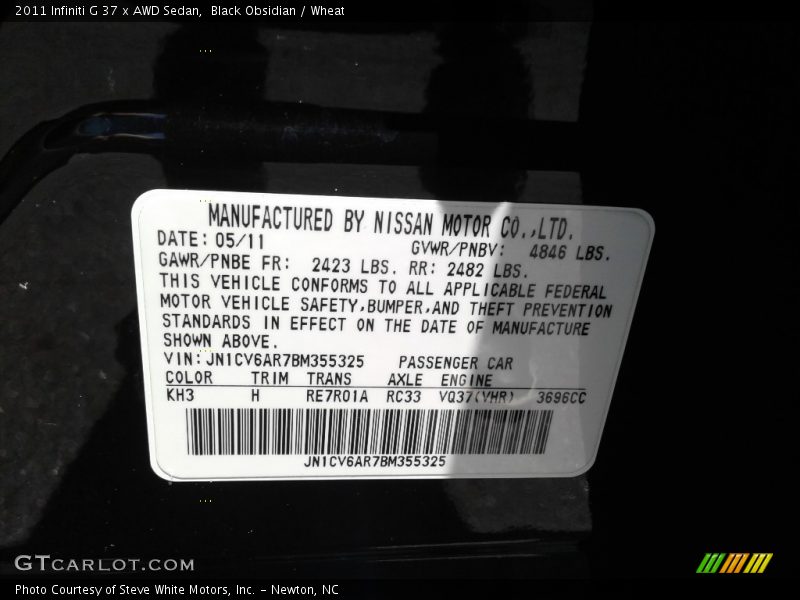 2011 Infiniti G 37 x AWD Sedan, Black Obsidian / Wheat
MANUFACTURED BY NISSAN MOTOR CO.,LTD.
DATE: 05/11 GVWR/PNBV: 4846 LBS.
GAWR/PNBE FR: 2423 LBS. RR: 2482 LBS.
THIS VEHICLE CONFORMS TO ALL APPLICABLE FEDERAL
MOTOR VEHICLE SAFETY,BUMPER,AND THEFT PREVENTION
STANDARDS IN EFFECT ON THE DATE OF MANUFACTURE
SHOWN ABOVE.
VIN: JN1CV6AR7BM355325 PASSENGER CAR
COLOR TRIM TRANS AXLE ENGINE
KH3 H RE7R01A RC33 VQ37(VHR) 3696CC
JN1CV6AR7BM355325
GTCARLOT.COM
Photo Courtesy of Steve White Motors, Inc. - Newton, NC